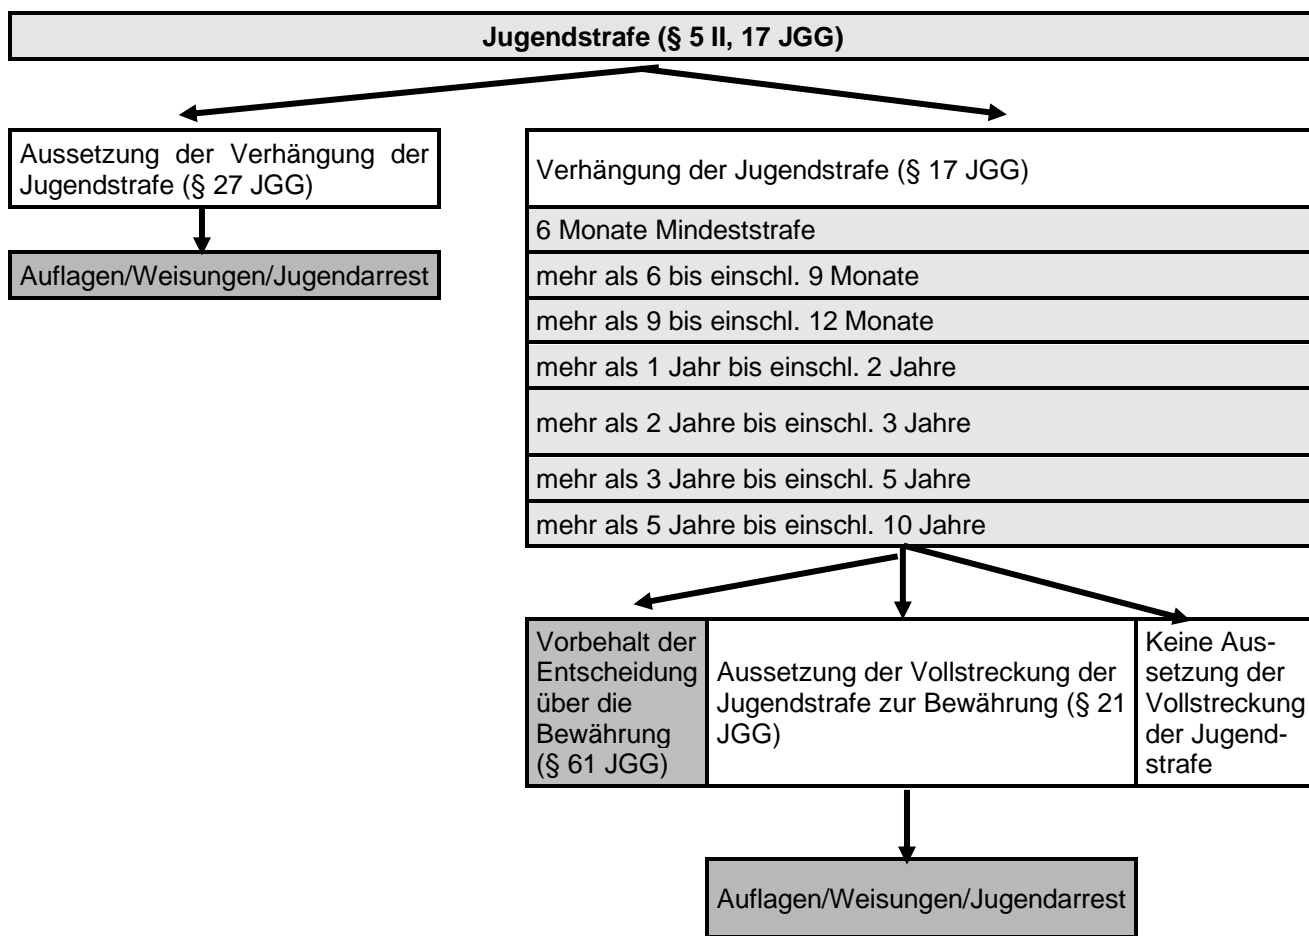 Jugendstrafe (§ 5 II, 17 JGG)
Aussetzung der Verhängung der
Jugendstrafe (§ 27 JGG)
Auflagen/Weisungen/Jugendarrest
Verhängung der Jugendstrafe (§ 17 JGG)
6 Monate Mindeststrafe
mehr als 6 bis einschl. 9 Monate
mehr als 9 bis einschl. 12 Monate
mehr als 1 Jahr bis einschl. 2 Jahre
mehr als 2 Jahre bis einschl. 3 Jahre
mehr als 3 Jahre bis einschl. 5 Jahre
mehr als 5 Jahre bis einschl. 10 Jahre
Vorbehalt der
Entscheidung
über die
Bewährung
(§ 61 JGG)
Aussetzung der Vollstreckung der
Jugendstrafe zur Bewährung (§ 21
JGG)
Keine Aus-
setzung der
Vollstreckung
der Jugend-
strafe
Auflagen/Weisungen/Jugendarrest